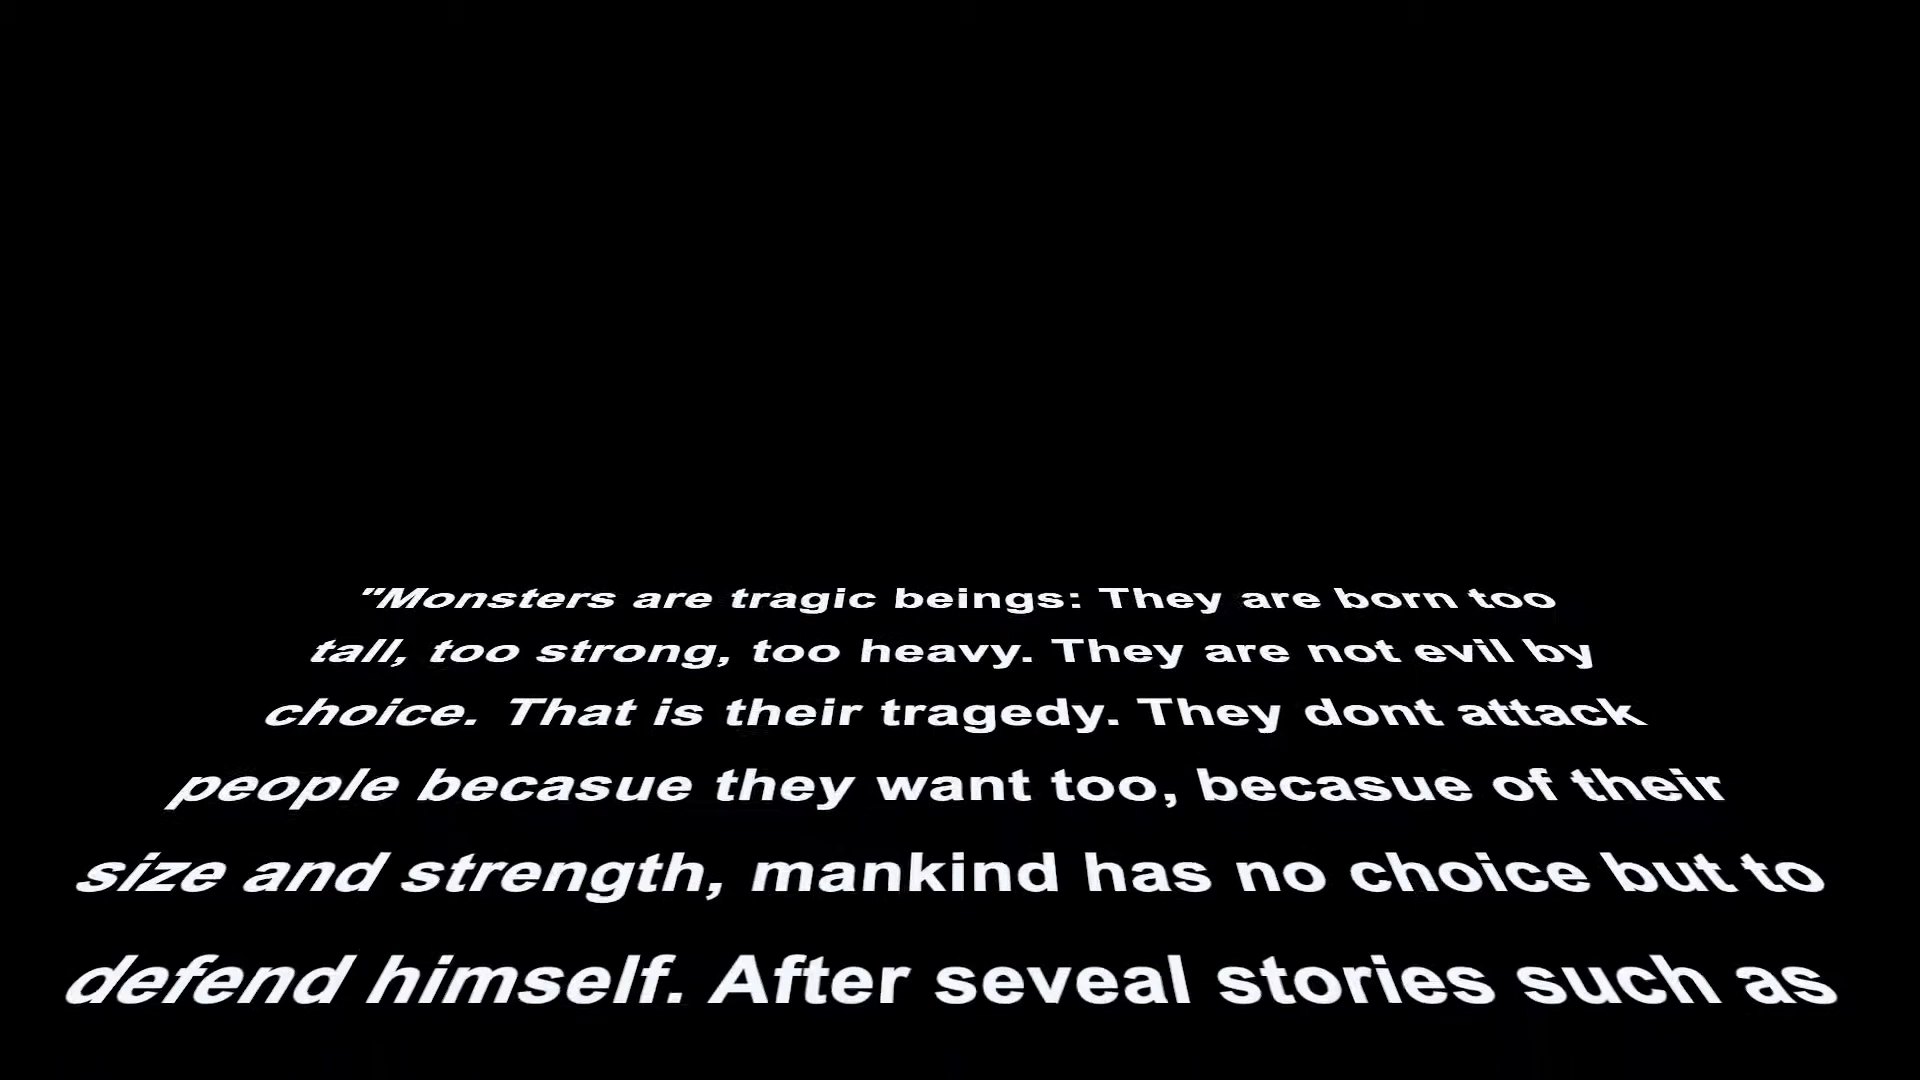 "Monsters are tragic beings: They are born too
tall, too strong, too heavy. They are not evil by
choice. That is their tragedy. They dont attack
people becasue they want too, becasue of their
size and strength, mankind has no choice but to
defend himself. After seveal stories such as